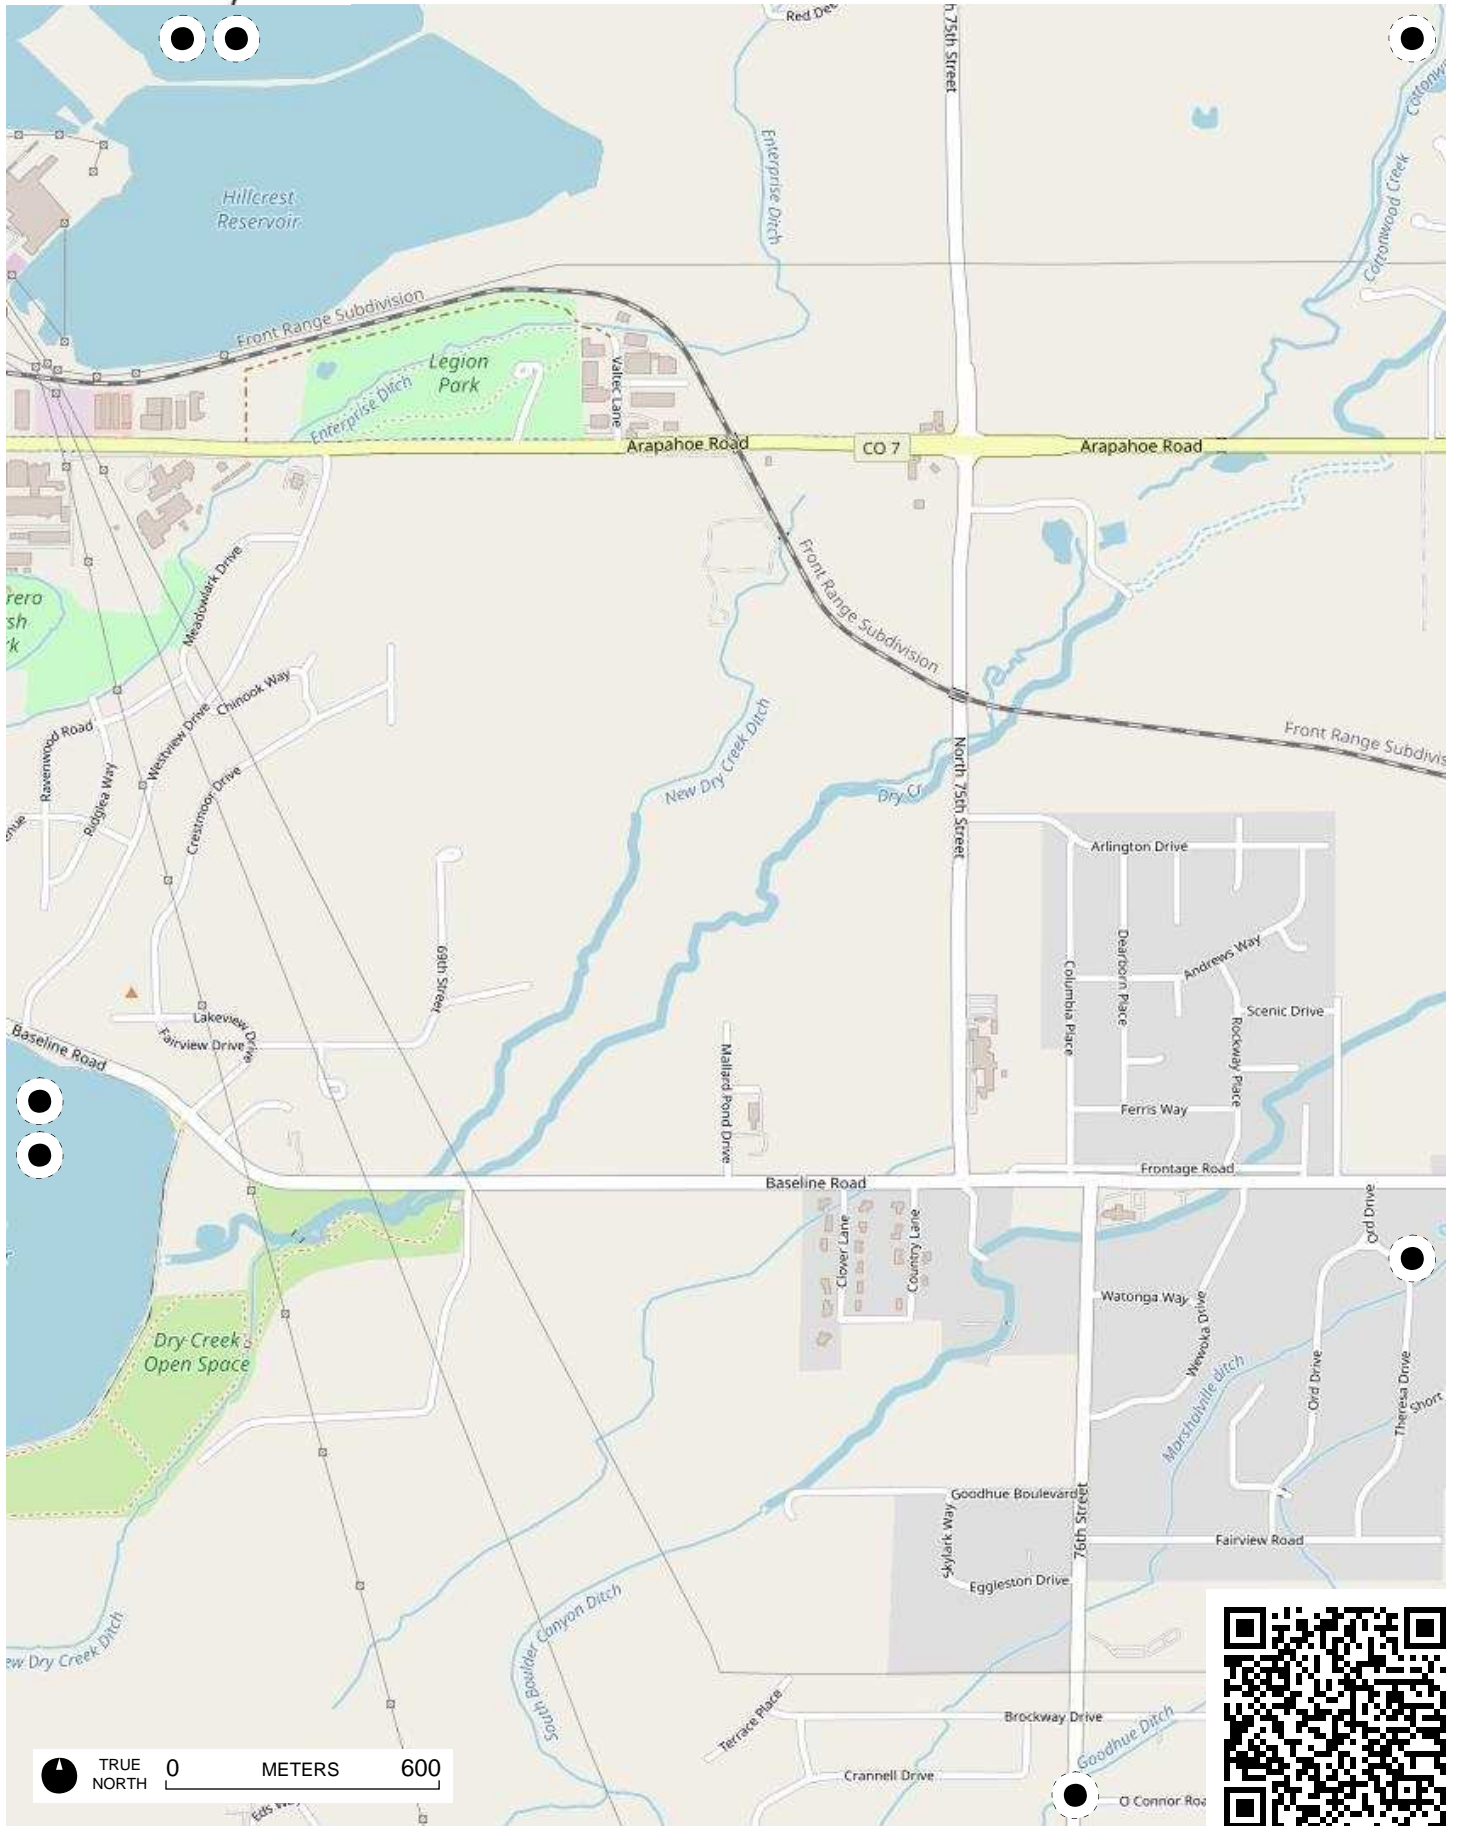 Red Dee
h 75th Street
Cottonw
Cottonwood Creek
Enterprise Ditch
Hillcrest
Reservoir
Front Range Subdivision
Legion
Park
Enterprise Ditch
Valtec Lane
Arapahoe Road
CO 7
Arapahoe Road
Meadowlark Drive
Front Range Subdivision
rero
sh
rk
Chinook Way
Westview Drive
Ravenwood Road
Ridglea Way
Crestmoor Drive
enue
New Dry Creek Ditch
Dry Cr
North 75th Street
Front Range Subdivis
Arlington Drive
Dearborn Place
Columbia Place
Andrews Way
Scenic Drive
Rockway Place
69th Street
Lakeview Drive
Fairview Drive
Baseline Road
Mallard Pond Drive
Ferris Way
Frontage Road
Baseline Road
Clover Lane
Country Lane
Ord Drive
Watonga Way
Wewoka Drive
Dry Creek
Open Space
Marshallville ditch
Ord Drive
Theresa Drive
Short
Goodhue Boulevard
Skylark Way
76th Street
Fairview Road
Eggleston Drive
South Boulder Canyon Ditch
ew Dry Creek Ditch
Terrace Place
Brockway Drive
Goodhue Ditch
Crannell Drive
O Connor Roa
TRUE
NORTH
0 METERS 600
Eds Wa